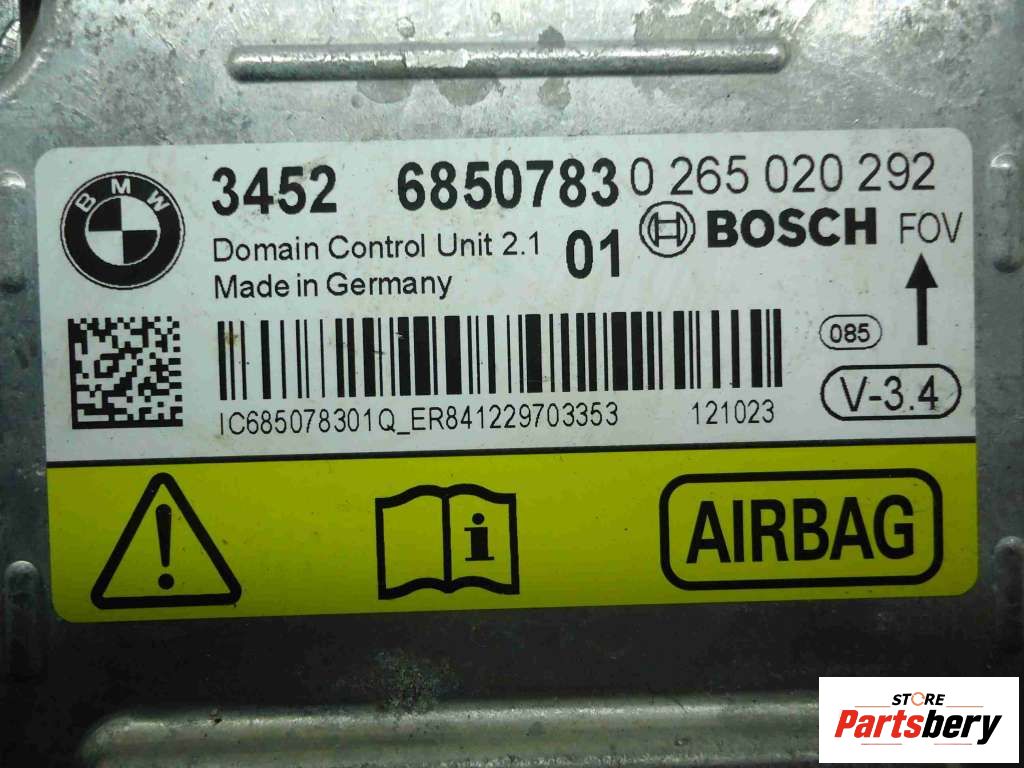 BMW
3452 6850783 0 265 020 292
Domain Control Unit 2.1 01 BOSCH FOV
Made in Germany
085
V-3.4
IC685078301Q_ER841229703353 121023
i
AIRBAG
STORE
Partsbery